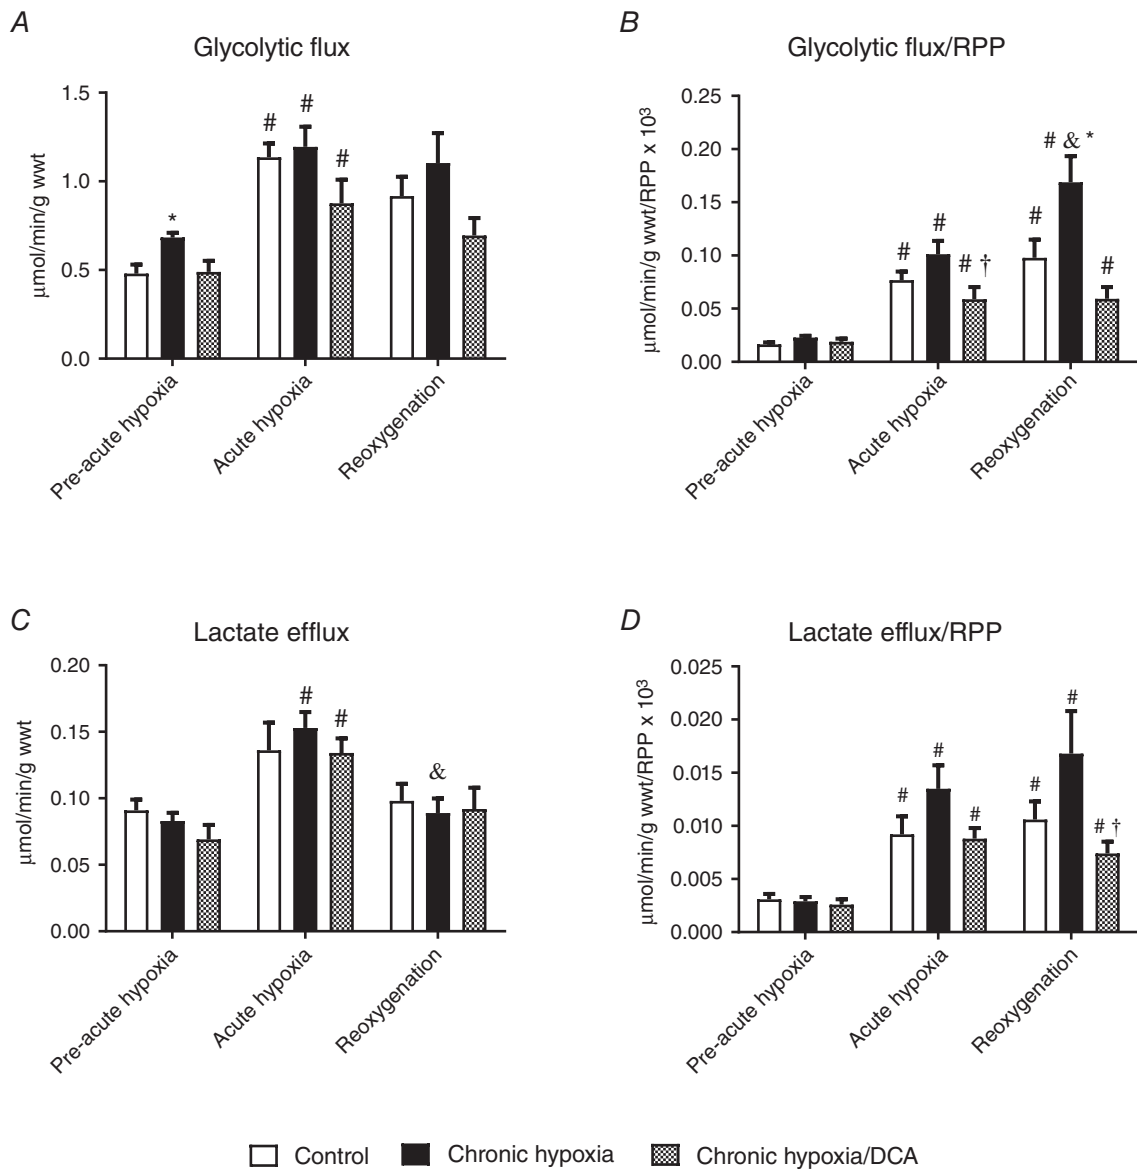 A
Glycolytic flux
µmol/min/g wwt
1.5
1.0
0.5
0.0
*
#
#
#
Pre-acute hypoxia
Acute hypoxia
Reoxygenation
B
Glycolytic flux/RPP
µmol/min/g wwt/RPP x 10³
0.25
0.20
0.15
0.10
0.05
0.00
#
#
# †
#
# & *
#
Pre-acute hypoxia
Acute hypoxia
Reoxygenation
C
Lactate efflux
µmol/min/g wwt
0.20
0.15
0.10
0.05
0.00
#
#
&
Pre-acute hypoxia
Acute hypoxia
Reoxygenation
D
Lactate efflux/RPP
µmol/min/g wwt/RPP x 10³
0.025
0.020
0.015
0.010
0.005
0.000
#
#
#
#
#
# †
Pre-acute hypoxia
Acute hypoxia
Reoxygenation
Control
Chronic hypoxia
Chronic hypoxia/DCA